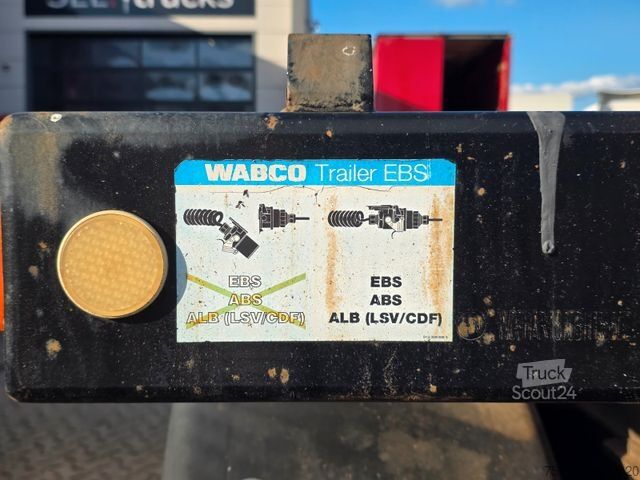 WABCO Trailer EBS
EBS
ABS
ALB (LSV/CDF)
EBS
ABS
ALB (LSV/CDF)
Truck
Scout24